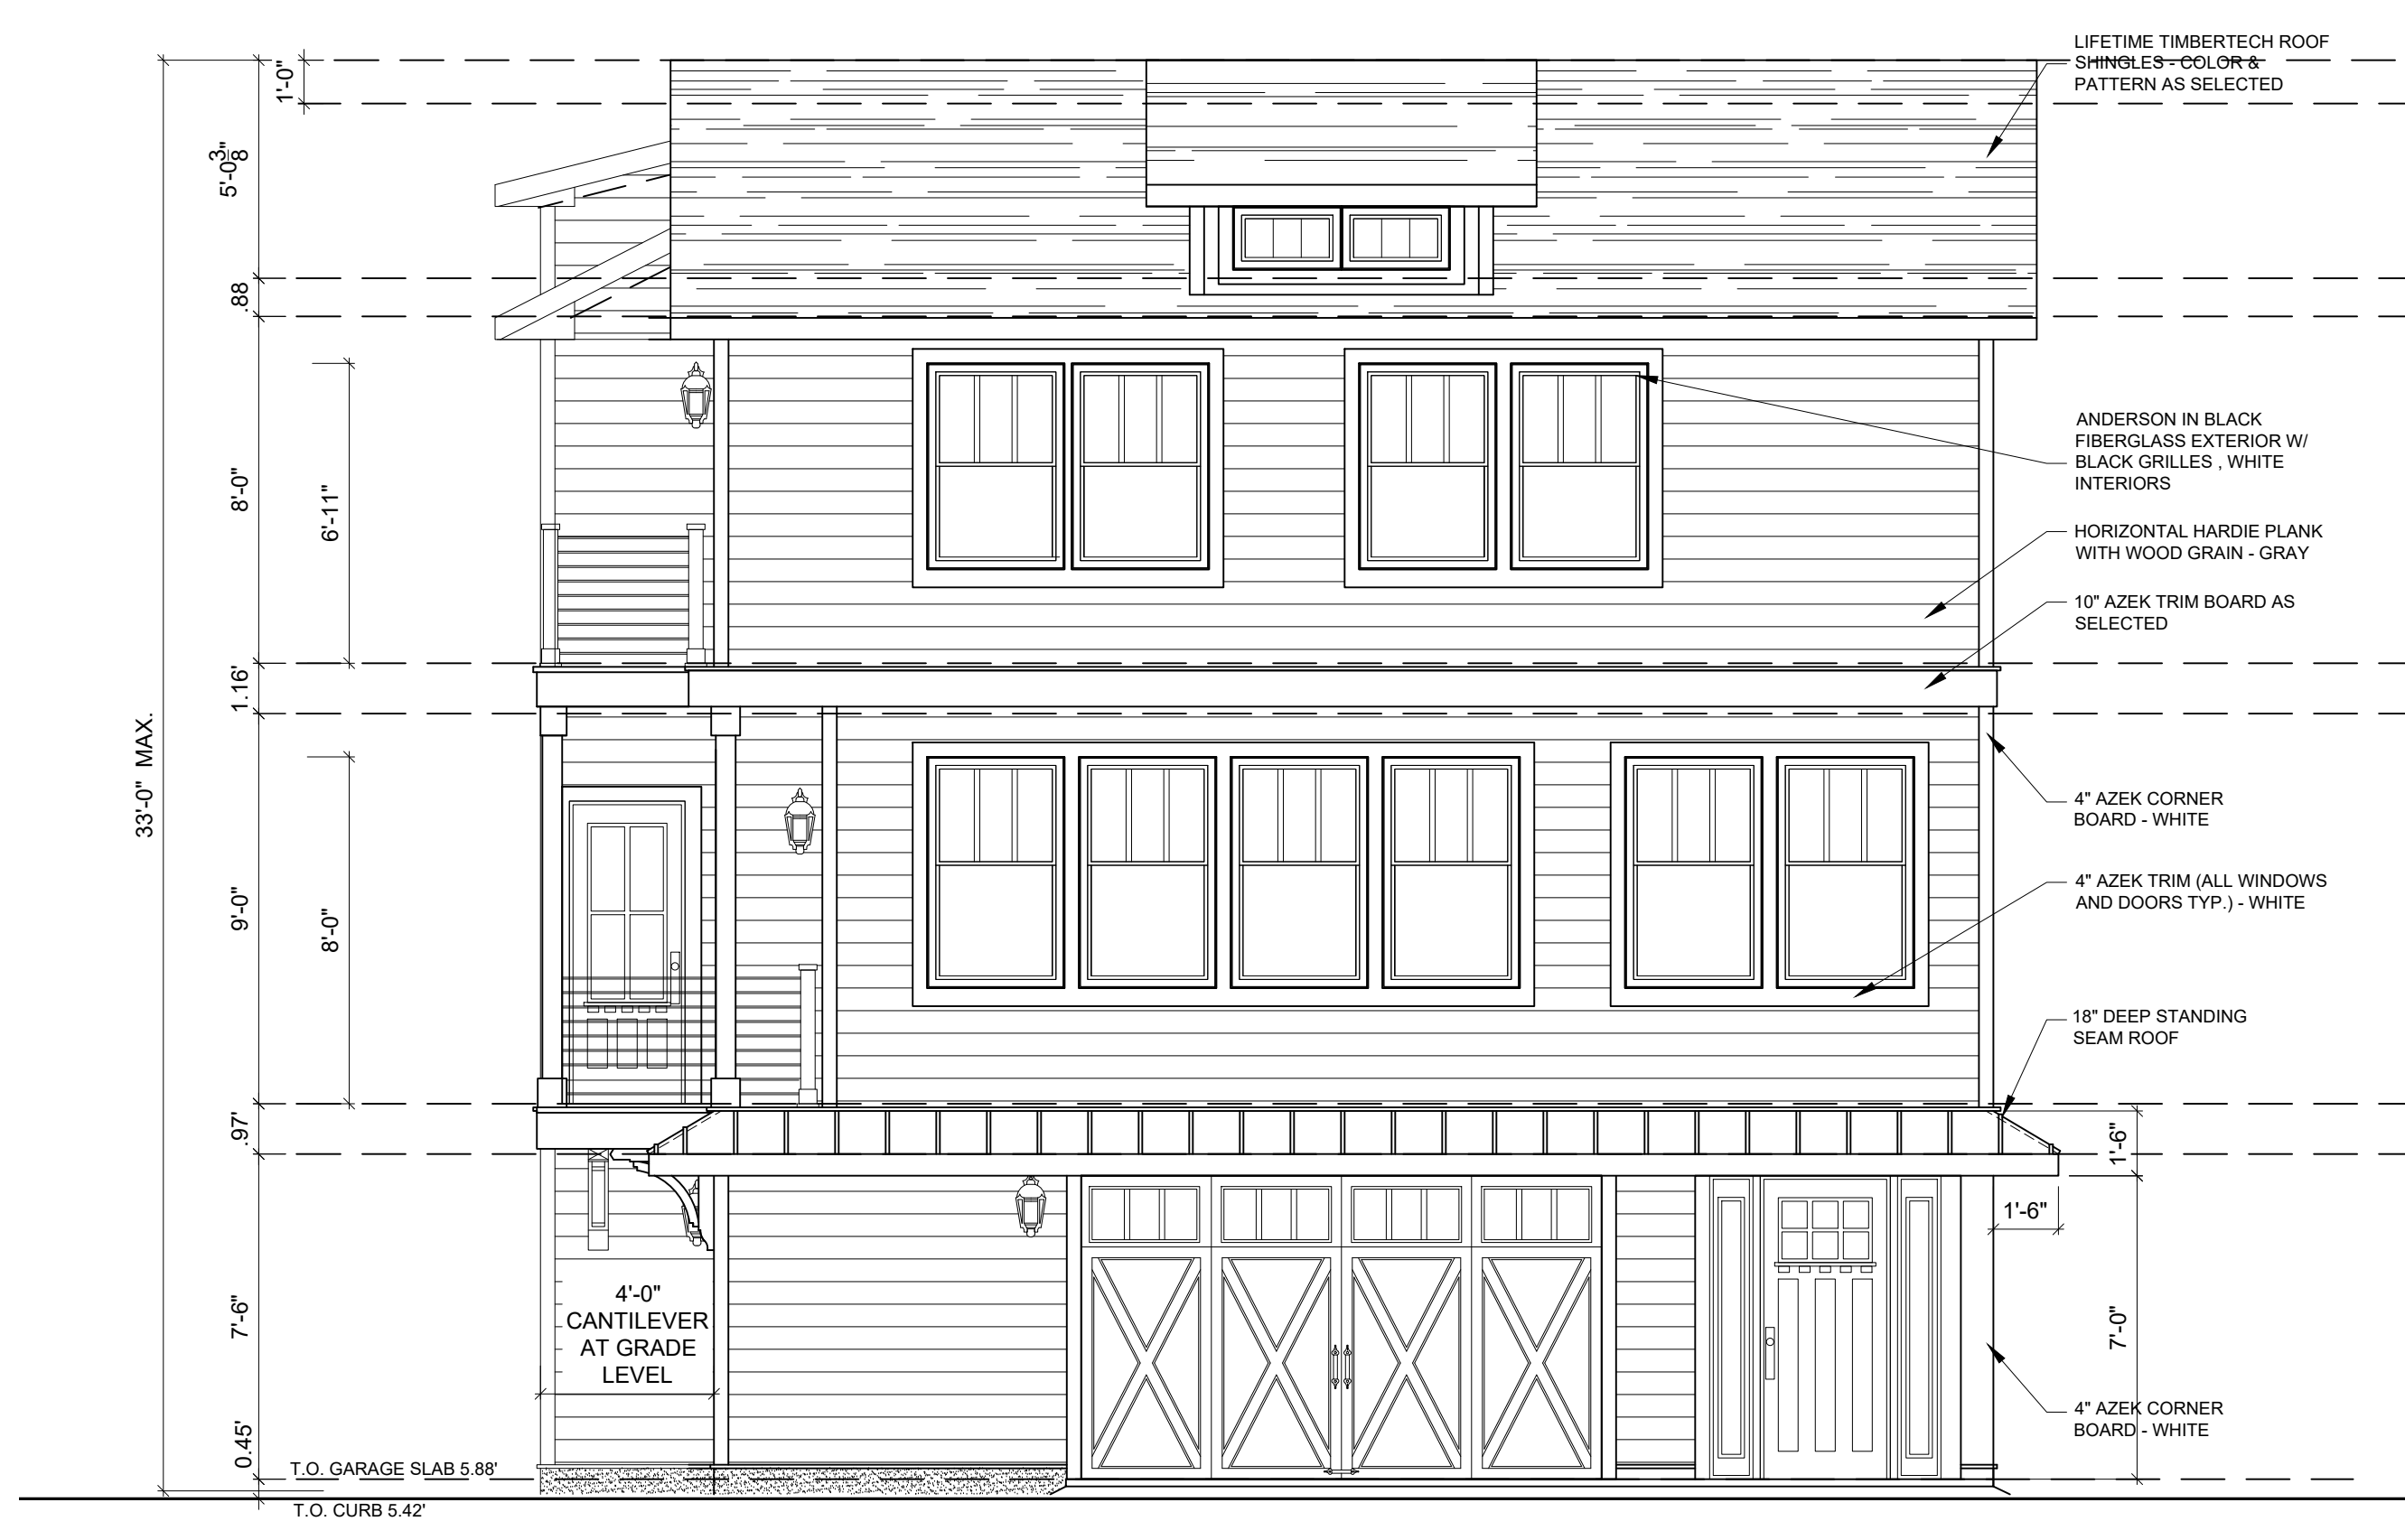 LIFETIME TIMBERTECH ROOF
SHINGLES - COLOR &
PATTERN AS SELECTED
1'-0"
5'-0 3/8"
.88
8'-0"
6'-11"
ANDERSON IN BLACK
FIBERGLASS EXTERIOR W/
BLACK GRILLES , WHITE
INTERIORS
HORIZONTAL HARDIE PLANK
WITH WOOD GRAIN - GRAY
10" AZEK TRIM BOARD AS
SELECTED
1.16'
33'-0" MAX.
4" AZEK CORNER
BOARD - WHITE
9'-0"
8'-0"
4" AZEK TRIM (ALL WINDOWS
AND DOORS TYP.) - WHITE
18" DEEP STANDING
SEAM ROOF
.97'
1'-6"
1'-6"
7'-6"
4'-0"
CANTILEVER
AT GRADE
LEVEL
7'-0"
4" AZEK CORNER
BOARD - WHITE
0.45'
T.O. GARAGE SLAB 5.88'
T.O. CURB 5.42'